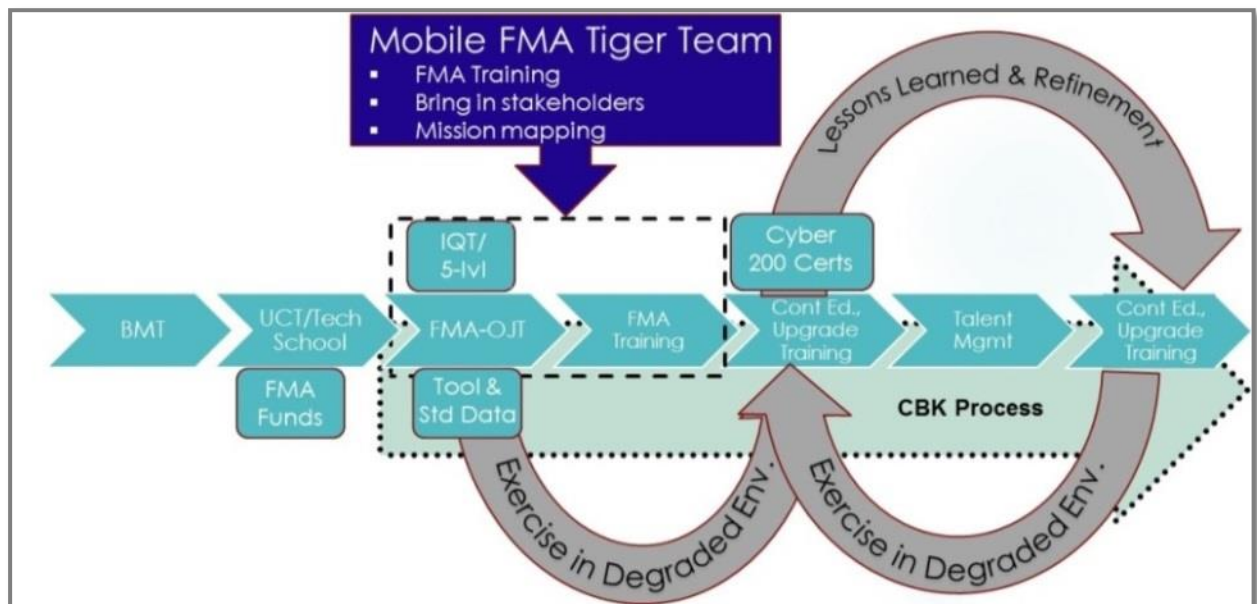 Mobile FMA Tiger Team
▪ FMA Training
▪ Bring in stakeholders
▪ Mission mapping
Lessons Learned & Refinement
IQT/
5-lvl
Cyber
200 Certs
BMT
UCT/Tech
School
FMA-OJT
FMA
Training
Cont Ed.,
Upgrade
Training
Talent
Mgmt
Cont Ed.,
Upgrade
Training
FMA
Funds
Tool &
Std Data
CBK Process
Exercise in Degraded Env.
Exercise in Degraded Env.